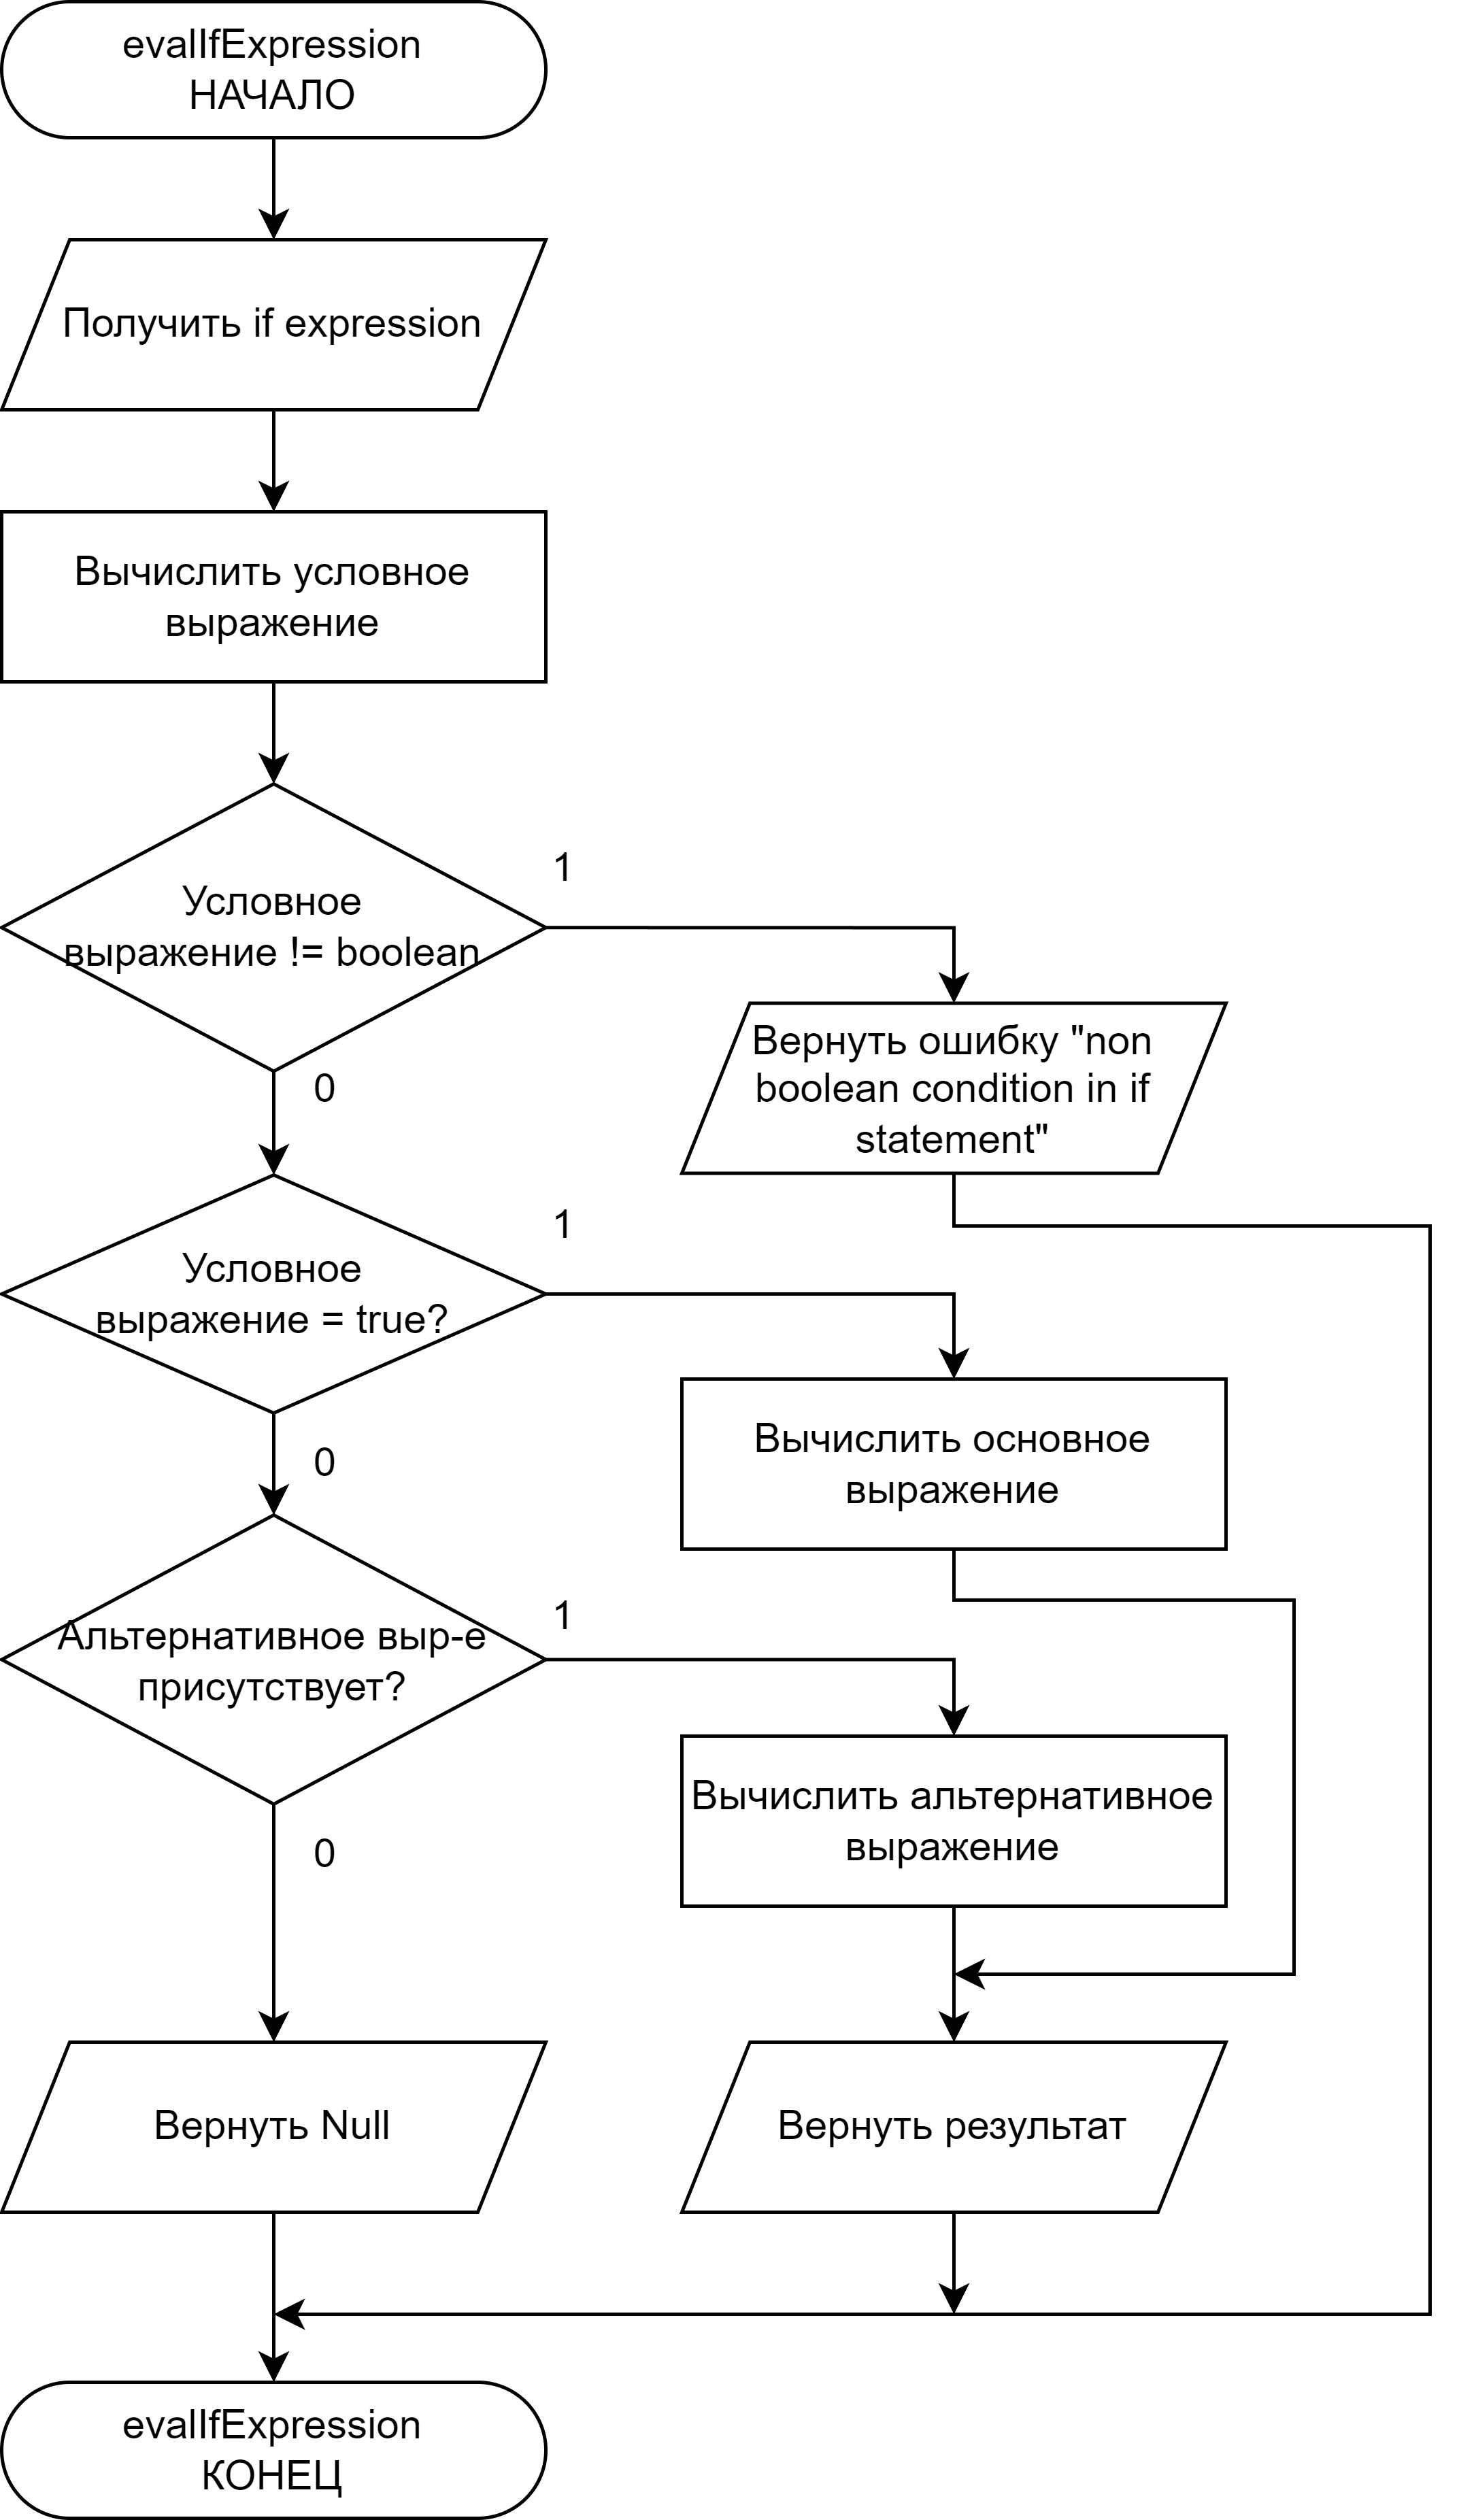 evalIfExpression
НАЧАЛО
Получить if expression
Вычислить условное
выражение
Условное
выражение != boolean
1
0
Вернуть ошибку "non
boolean condition in if
statement"
Условное
выражение = true?
1
0
Вычислить основное
выражение
Альтернативное выр-е
присутствует?
1
0
Вычислить альтернативное
выражение
Вернуть Null
Вернуть результат
evalIfExpression
КОНЕЦ